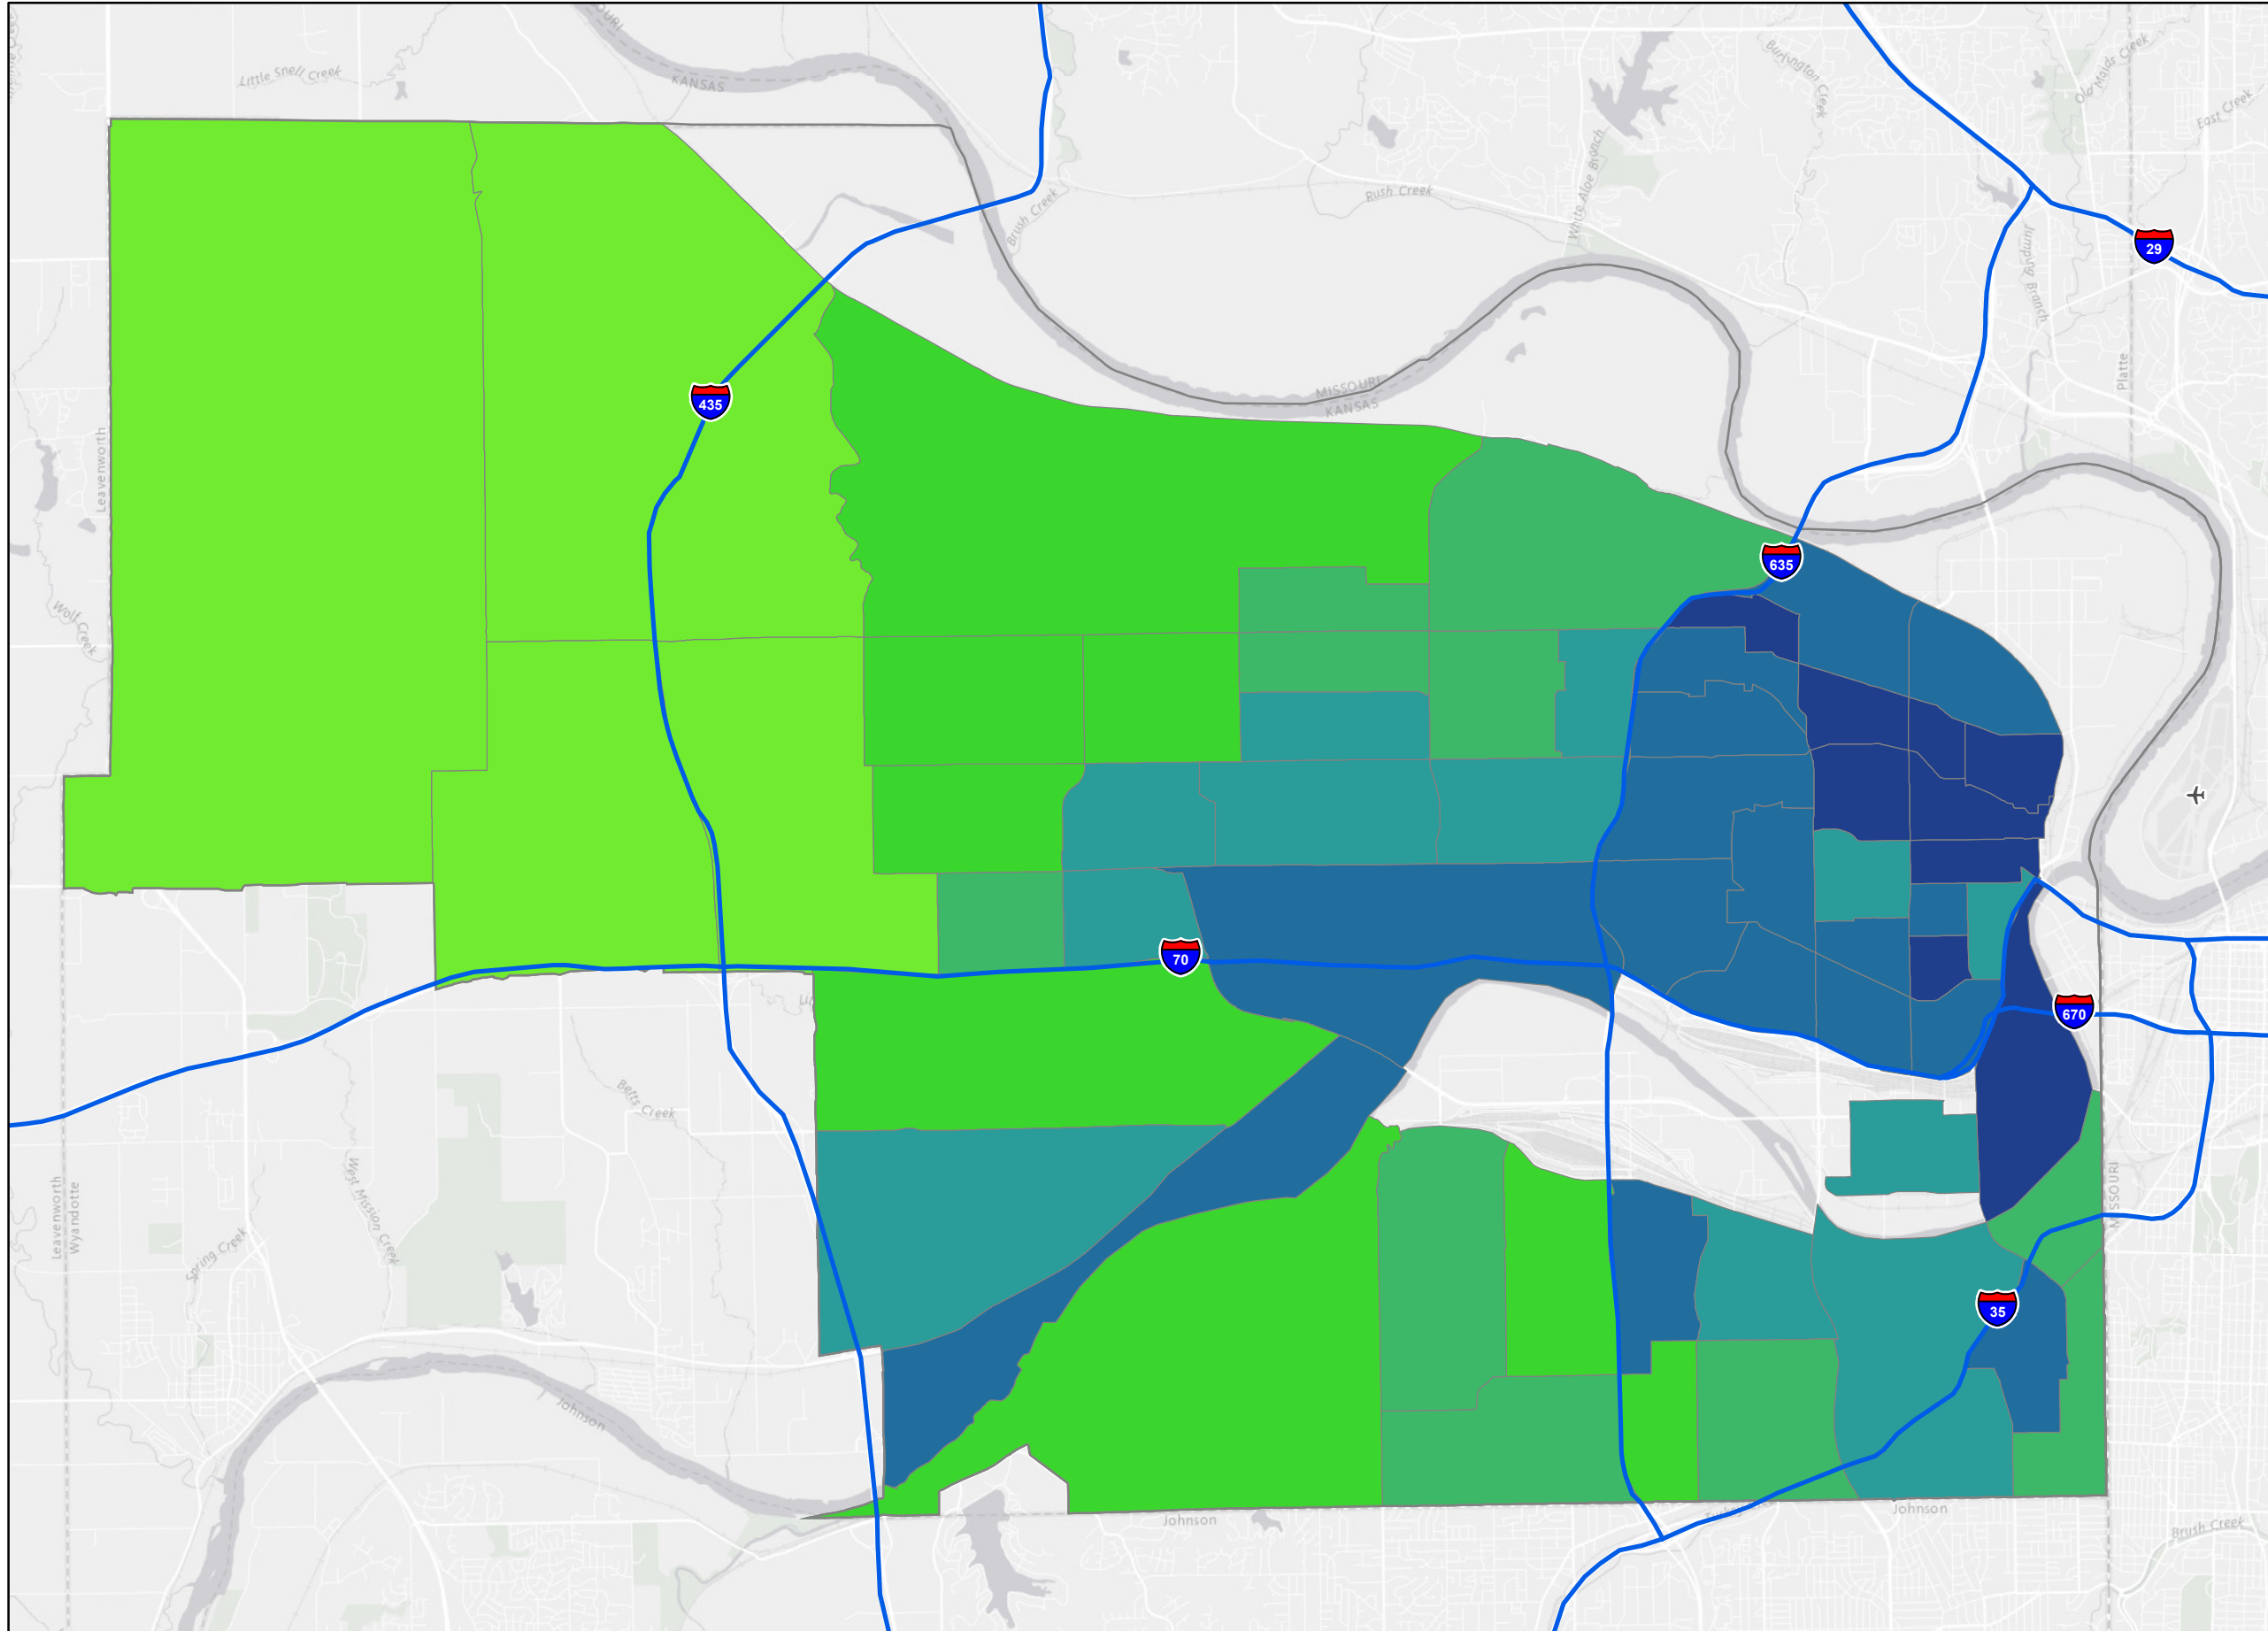 OURI
KANSAS
Little Snell Creek
Burlington Creek
Old Maids Creek
East Creek
White Aloe Branch
Rush Creek
Brush Creek
Jumping Branch
29
Platte
MISSOURI
KANSAS
435
Leavenworth
635
Wolf Creek
70
670
Betts Creek
West Mission Creek
Spring Creek
Leavenworth
Wyandotte
MISSOURI
35
Johnson
Johnson
Johnson
Brush Creek